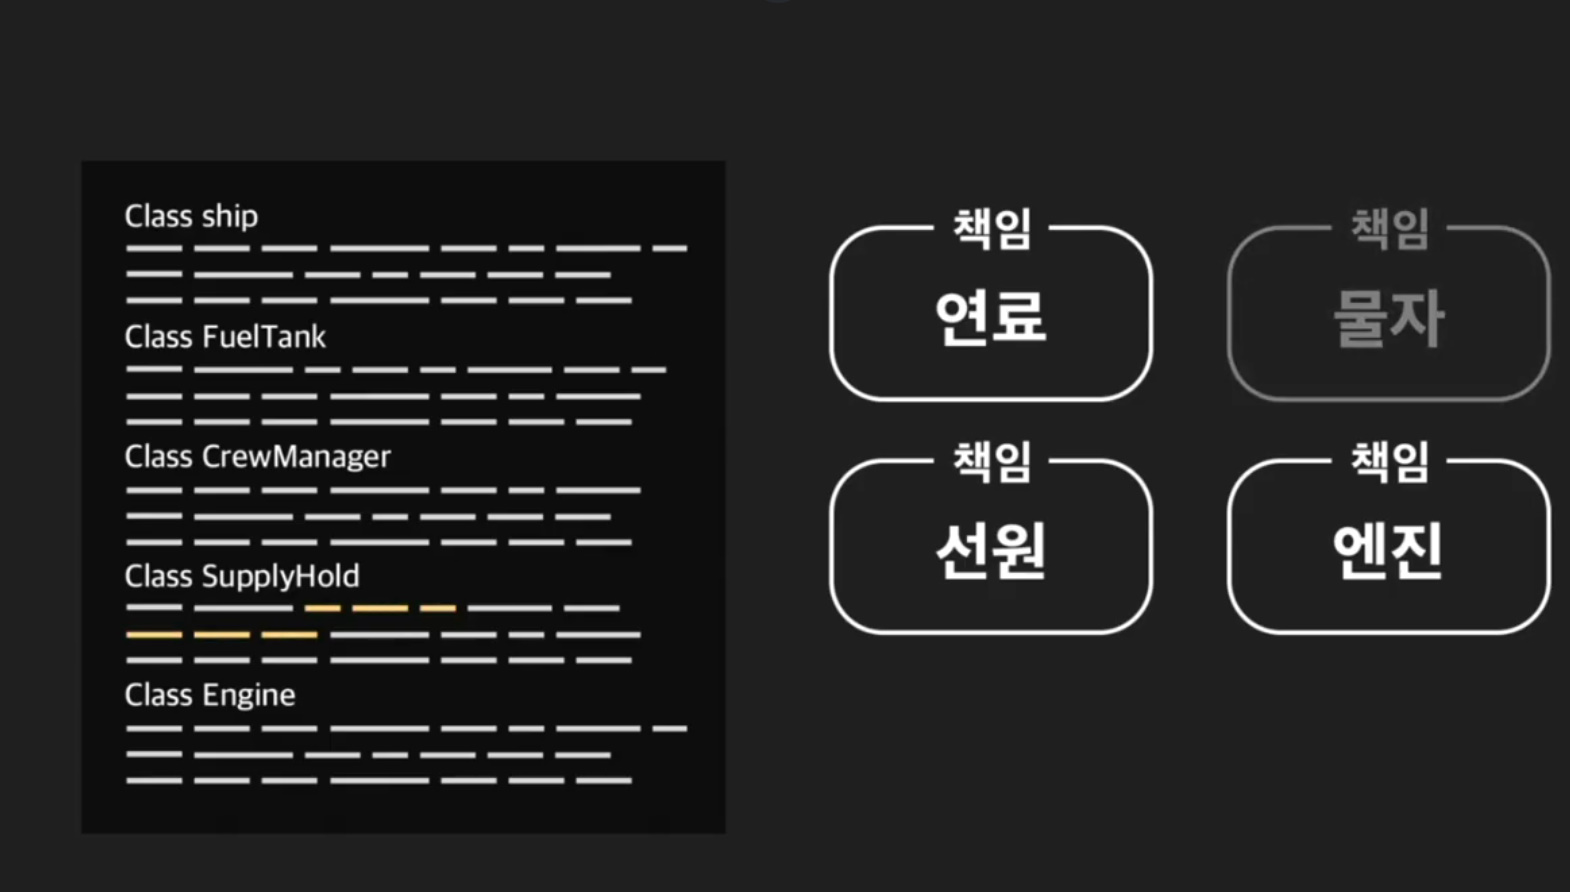 Class ship
Class FuelTank
Class CrewManager
Class SupplyHold
Class Engine
책임
연료
책임
물자
책임
선원
책임
엔진